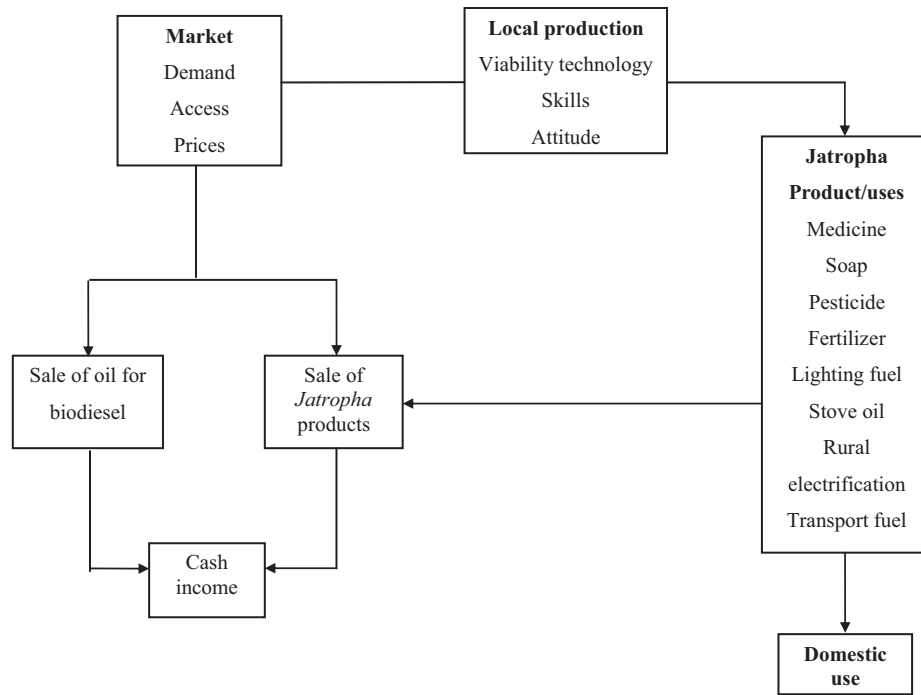 Market
Demand
Access
Prices
Local production
Viability technology
Skills
Attitude
Jatropha
Product/uses
Medicine
Soap
Pesticide
Fertilizer
Lighting fuel
Stove oil
Rural
electrification
Transport fuel
Sale of oil for
biodiesel
Sale of
Jatropha
products
Cash
income
Domestic
use